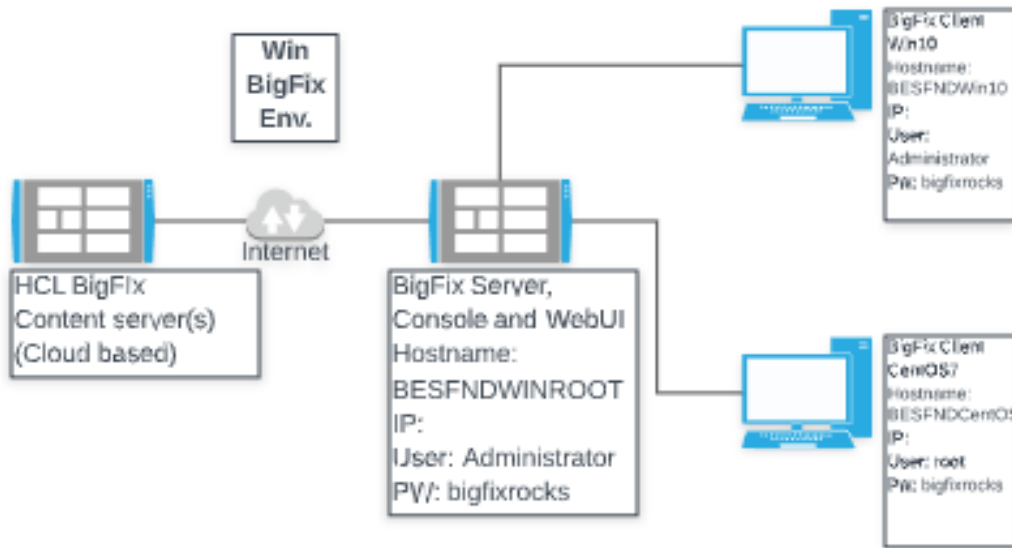 Win
BigFix
Env.
HCL BigFix
Content server(s)
(Cloud based)
Internet
BigFix Server,
Console and WebUI
Hostname:
BESFNDWINROOT
IP:
User: Administrator
PW: bigfixrocks
BigFix Client
Win10
Hostname:
BESFNDWin10
IP:
User:
Administrator
PW: bigfixrocks
BigFix Client
CentOS7
Hostname:
BESFNDCentOS
IP:
User: root
PW: bigfixrocks